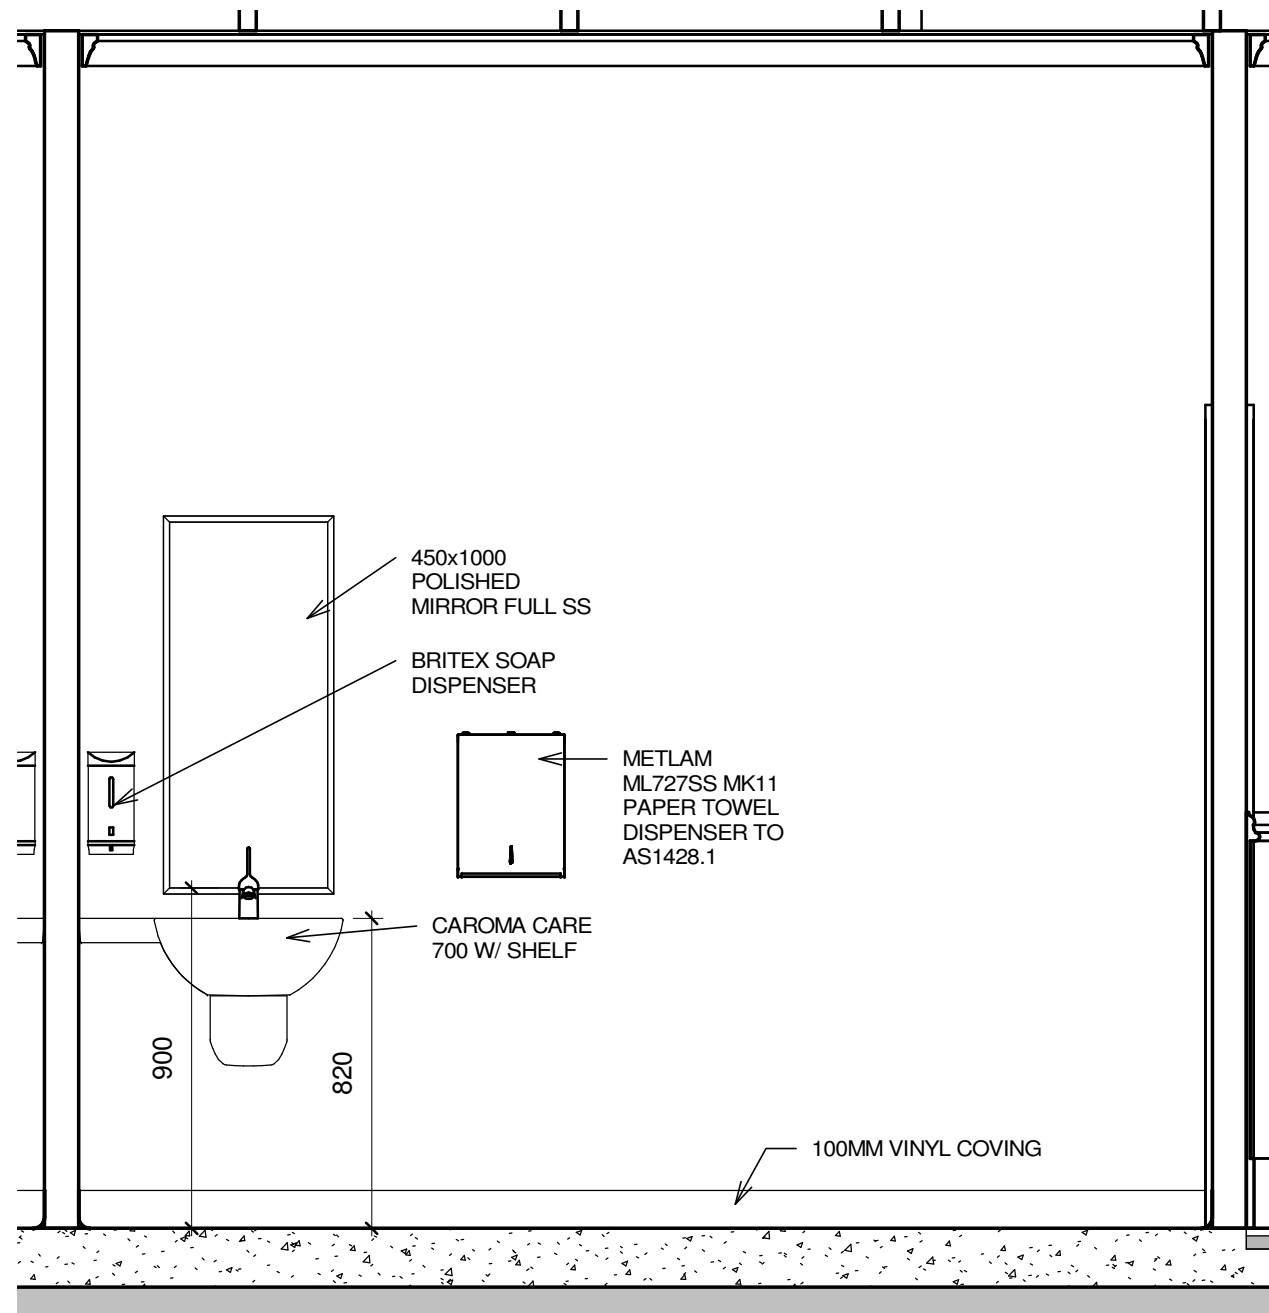 450x1000
POLISHED
MIRROR FULL SS
BRITEX SOAP
DISPENSER
METLAM
ML727SS MK11
PAPER TOWEL
DISPENSER TO
AS1428.1
CAROMA CARE
700 W/ SHELF
900
820
100MM VINYL COVING